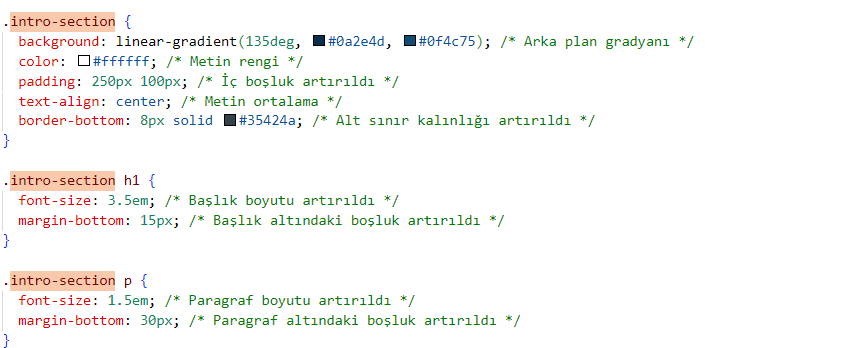 .intro-section {
background: linear-gradient(135deg, #0a2e4d, #0f4c75); /* Arka plan gradyanı */
color: #ffffff; /* Metin rengi */
padding: 250px 100px; /* İç boşluk artırıldı */
text-align: center; /* Metin ortalama */
border-bottom: 8px solid #35424a; /* Alt sınır kalınlığı artırıldı */
}
.intro-section h1 {
font-size: 3.5em; /* Başlık boyutu artırıldı */
margin-bottom: 15px; /* Başlık altındaki boşluk artırıldı */
}
.intro-section p {
font-size: 1.5em; /* Paragraf boyutu artırıldı */
margin-bottom: 30px; /* Paragraf altındaki boşluk artırıldı */
}